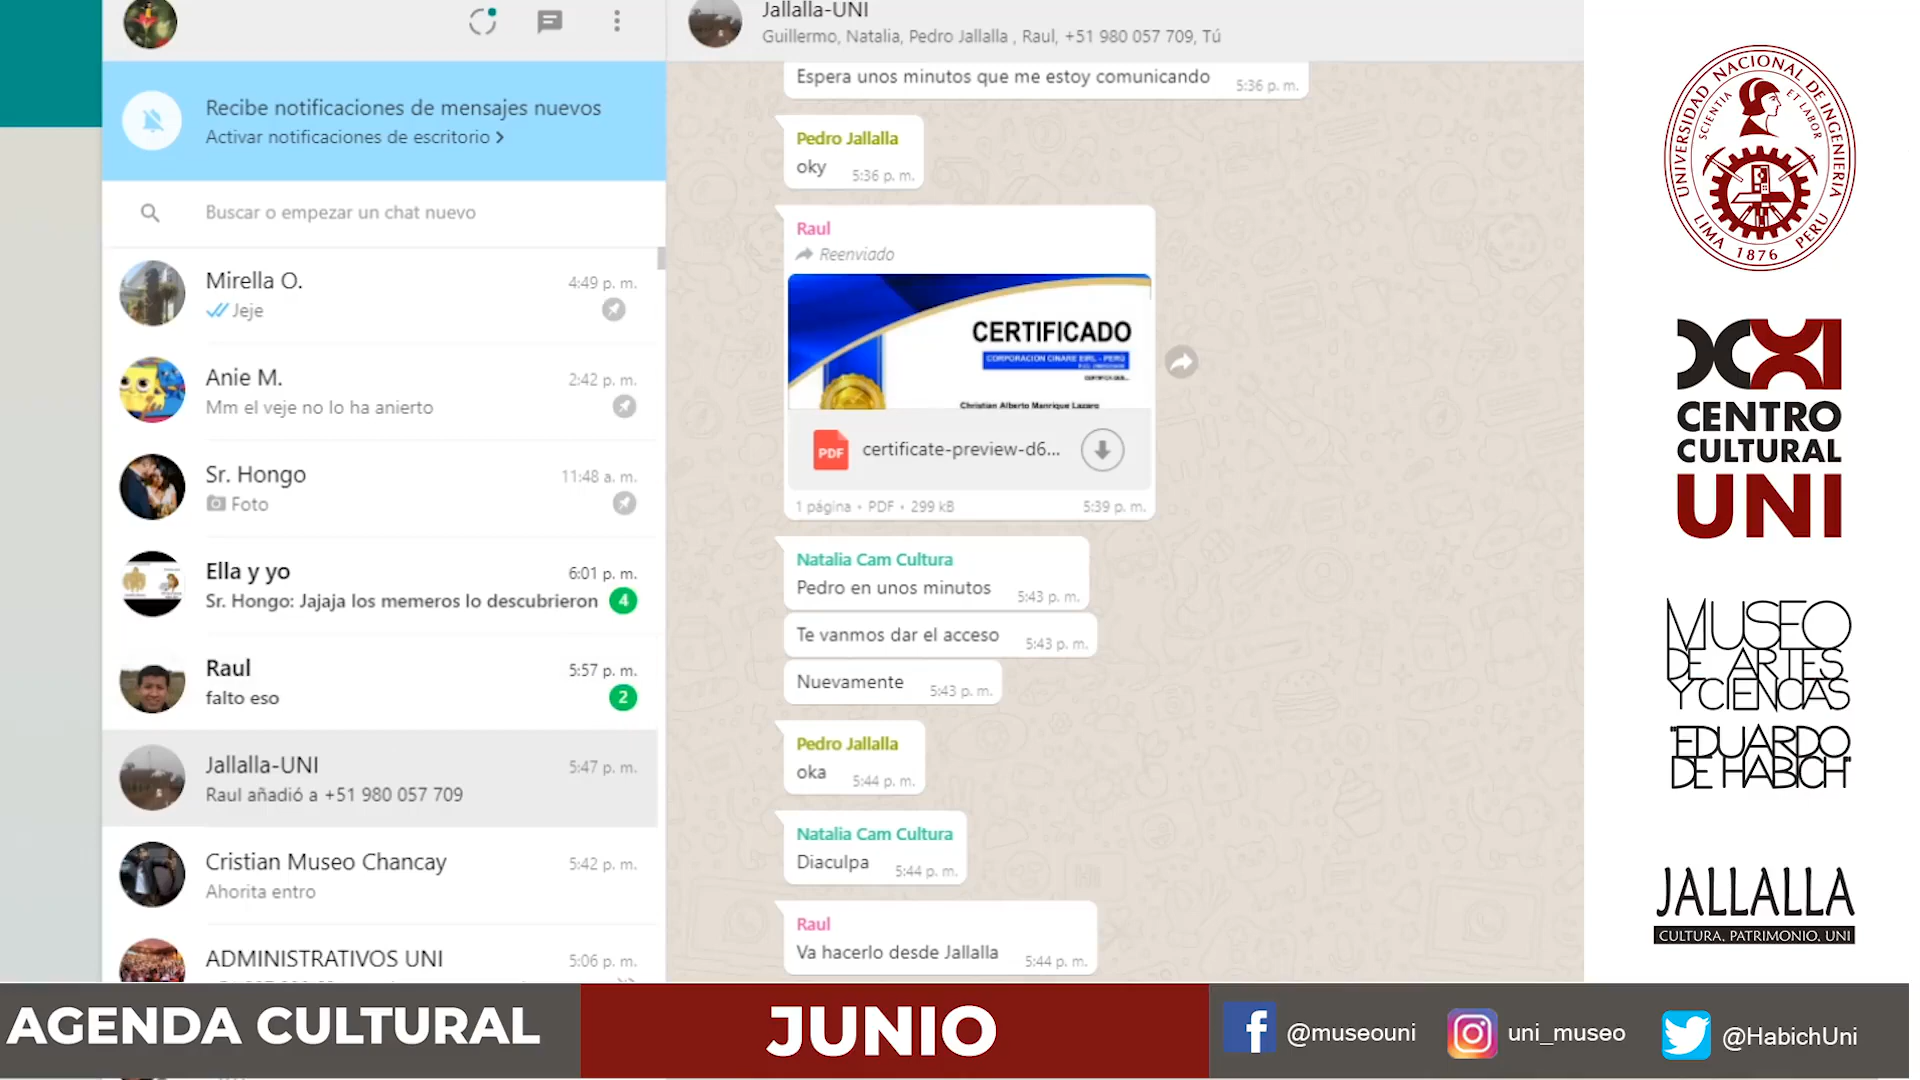 Jallalla-UNI
Guillermo, Natalia, Pedro Jallalla , Raul, +51 980 057 709, Tú
Recibe notificaciones de mensajes nuevos
Activar notificaciones de escritorio >
Buscar o empezar un chat nuevo
Mirella O.
4:49 p. m.
Jeje
Anie M.
2:42 p. m.
Mm el veje no lo ha anierto
Sr. Hongo
11:48 a. m.
Foto
Ella y yo
6:01 p. m.
Sr. Hongo: Jajaja los memeros lo descubrieron
4
Raul
5:57 p. m.
falto eso
2
Jallalla-UNI
5:47 p. m.
Raul añadió a +51 980 057 709
Cristian Museo Chancay
5:42 p. m.
Ahorita entro
ADMINISTRATIVOS UNI
5:06 p. m.
Espera unos minutos que me estoy comunicando
5:36 p. m.
Pedro Jallalla
oky
5:36 p. m.
Raul
Reenviado
CERTIFICADO
CORPORACION CINARE EIRL - PERÚ
Christian Alberto Manrique Lazaro
PDF
certificate-preview-d6...
1 página • PDF • 299 kB
5:39 p. m.
Natalia Cam Cultura
Pedro en unos minutos
5:43 p. m.
Te vanmos dar el acceso
5:43 p. m.
Nuevamente
5:43 p. m.
Pedro Jallalla
oka
5:44 p. m.
Natalia Cam Cultura
Diaculpa
5:44 p. m.
Raul
Va hacerlo desde Jallalla
5:44 p. m.
UNIVERSIDAD NACIONAL DE INGENIERIA
SCIENTIA ET LABOR
LIMA 1876 PERU
XXI
CENTRO
CULTURAL
UNI
MUSEO
DE ARTES
Y CIENCIAS
"EDUARDO
DE HABICH"
JALLALLA
CULTURA, PATRIMONIO, UNI
AGENDA CULTURAL
JUNIO
@museouni
uni_museo
@HabichUni